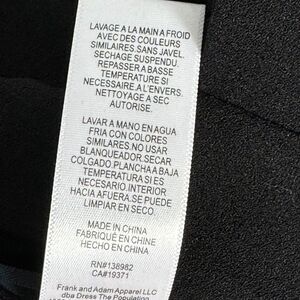 LAVAGE A LA MAIN A FROID
AVEC DES COULEURS
SIMILAIRES.SANS JAVEL.
SECHAGE SUSPENDU.
REPASSER A BASSE
TEMPERATURE SI
NECESSAIRE.A L'ENVERS.
NETTOYAGE A SEC
AUTORISE.
LAVAR A MANO EN AGUA
FRIA CON COLORES
SIMILARES.NO USAR
BLANQUEADOR.SECAR
COLGADO.PLANCHA A BAJA
TEMPERATURA SI ES
NECESARIO.INTERIOR
HACIA AFUERA.SE PUEDE
LIMPIAR EN SECO.
MADE IN CHINA
FABRIQUÉ EN CHINE
HECHO EN CHINA
RN#138982
CA#19371
Frank and Adam Apparel LLC
dba Dress The Population